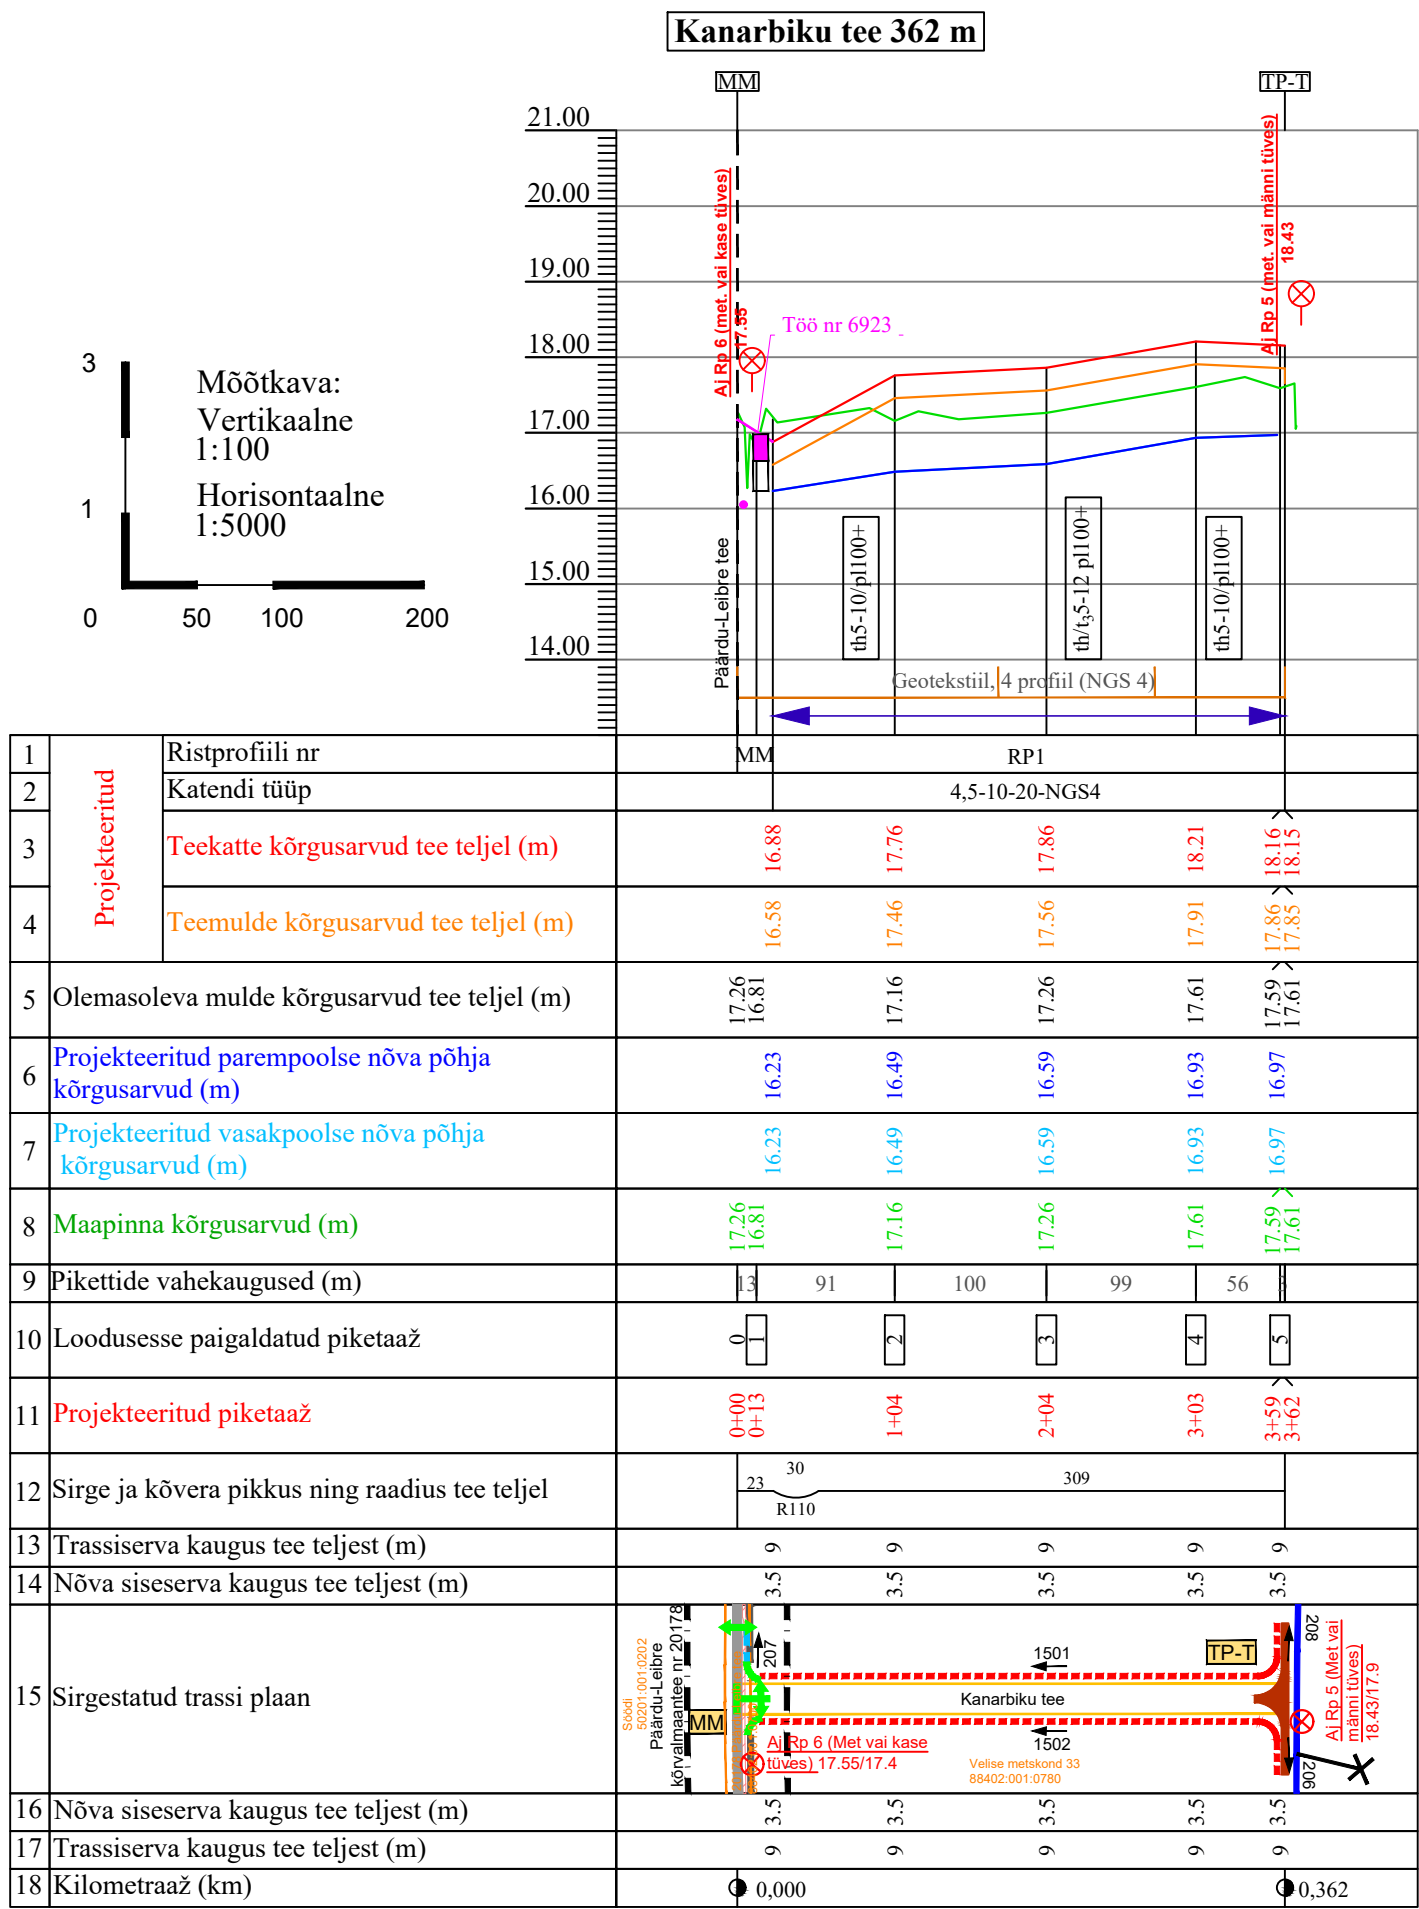 Kanarbiku tee 362 m
MM
TP-T
21.00
20.00
19.00
18.00
17.00
16.00
15.00
14.00
Aj Rp 6 (met. vai kase tüves)
17.55
Aj Rp 5 (met. vai männi tüves)
18.43
Töö nr 6923
3
1
0
50
100
200
Mõõtkava:
Vertikaalne
1:100
Horisontaalne
1:5000
Päärdu-Leibre tee
th5-10/pl100+
th/t₃5-12 pl100+
th5-10/pl100+
Geotekstiil, 4 profiil (NGS 4)
Projekteeritud
1 Ristprofiili nr MM RP1
2 Katendi tüüp 4,5-10-20-NGS4
3 Teekatte kõrgusarvud tee teljel (m) 16.88 17.76 17.86 18.21 18.16 18.15
4 Teemulde kõrgusarvud tee teljel (m) 16.58 17.46 17.56 17.91 17.86 17.85
5 Olemasoleva mulde kõrgusarvud tee teljel (m) 17.26 16.81 17.16 17.26 17.61 17.59 17.61
6 Projekteeritud parempoolse nõva põhja
kõrgusarvud (m) 16.23 16.49 16.59 16.93 16.97
7 Projekteeritud vasakpoolse nõva põhja
kõrgusarvud (m) 16.23 16.49 16.59 16.93 16.97
8 Maapinna kõrgusarvud (m) 17.26 16.81 17.16 17.26 17.61 17.59 17.61
9 Pikettide vahekaugused (m) 13 91 100 99 56 3
10 Loodusesse paigaldatud piketaaž 0 1 2 3 4 5
11 Projekteeritud piketaaž 0+00 0+13 1+04 2+04 3+03 3+59 3+62
12 Sirge ja kõvera pikkus ning raadius tee teljel 23 30 R110 309
13 Trassiserva kaugus tee teljest (m) 9 9 9 9 9
14 Nõva siseserva kaugus tee teljest (m) 3.5 3.5 3.5 3.5 3.5
15 Sirgestatud trassi plaan
Söödi
50201:001:0202
Päärdu-Leibre
kõrvalmaantee nr 20178
MM
207
1501
Kanarbiku tee
1502
TP-T
208
206
Aj Rp 6 (Met vai kase
tüves) 17.55/17.4
Velise metskond 33
88402:001:0780
Aj Rp 5 (Met vai
männi tüves)
18.43/17.9
16 Nõva siseserva kaugus tee teljest (m) 3.5 3.5 3.5 3.5 3.5
17 Trassiserva kaugus tee teljest (m) 9 9 9 9 9
18 Kilometraaž (km) 0,000 0,362